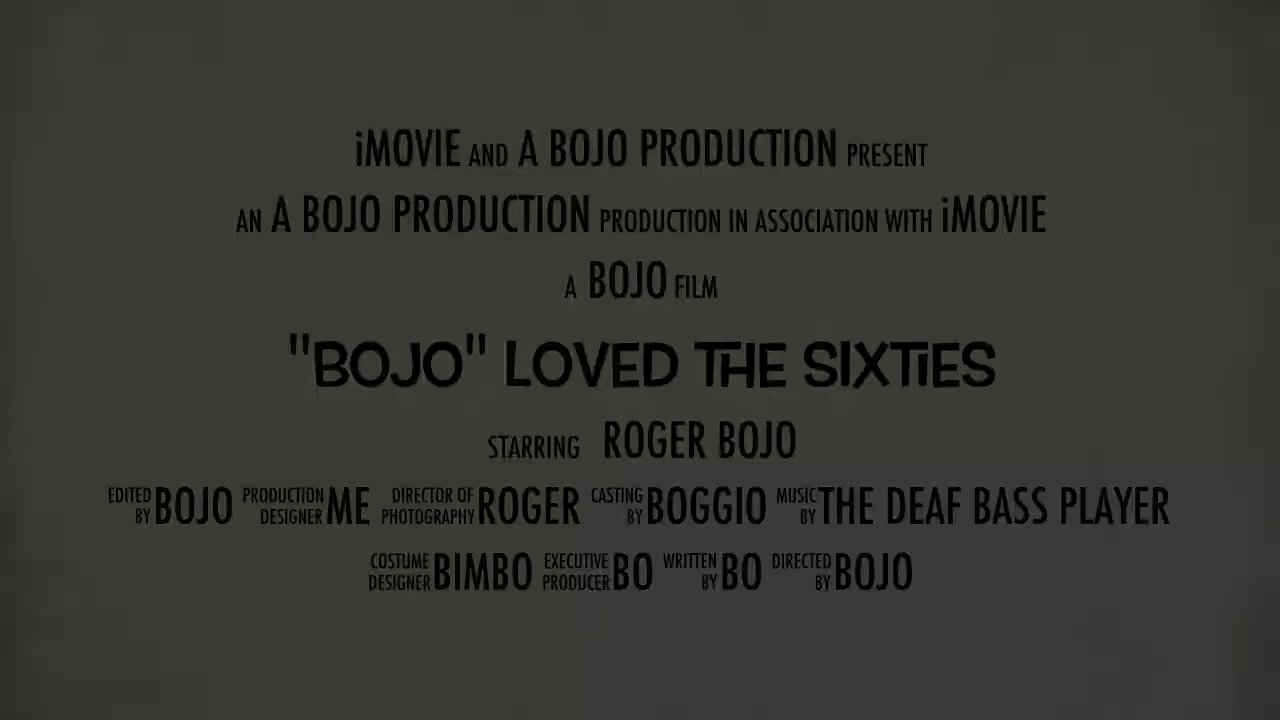 iMOVIE AND A BOJO PRODUCTION PRESENT
AN A BOJO PRODUCTION PRODUCTION IN ASSOCIATION WITH iMOVIE
A BOJO FILM
"BOJO" LOVED THE SIXTIES
STARRING ROGER BOJO
EDITED BY BOJO PRODUCTION DESIGNER ME DIRECTOR OF PHOTOGRAPHY ROGER CASTING BY BOGGIO MUSIC BY THE DEAF BASS PLAYER
COSTUME DESIGNER BIMBO EXECUTIVE PRODUCER BO WRITTEN BY BO DIRECTED BY BOJO